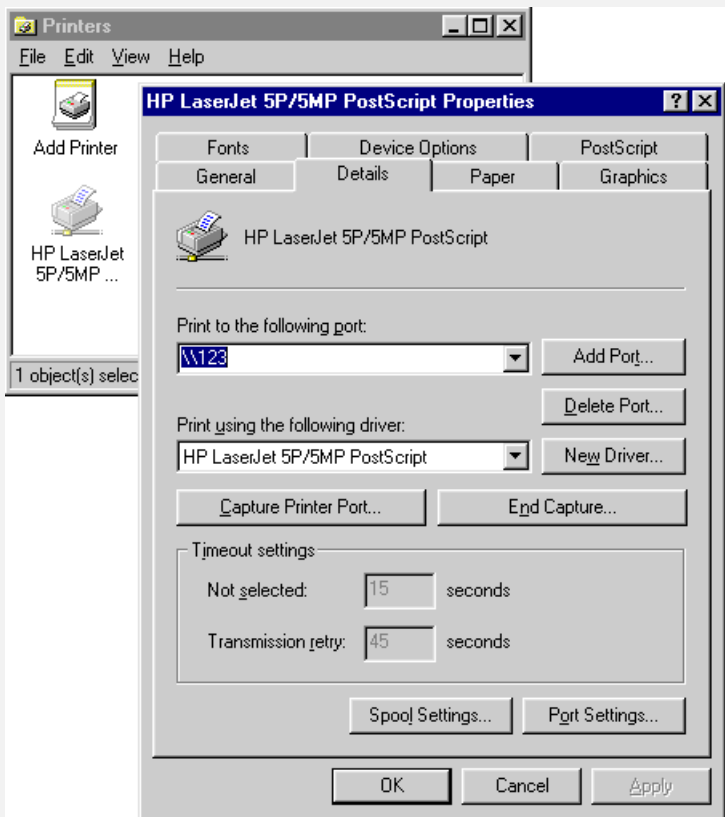 Printers
File Edit View Help
Add Printer
HP LaserJet
5P/5MP ...
1 object(s) selec
HP LaserJet 5P/5MP PostScript Properties
Fonts Device Options PostScript
General Details Paper Graphics
HP LaserJet 5P/5MP PostScript
Print to the following port:
\\123 Add Port...
Delete Port...
Print using the following driver:
HP LaserJet 5P/5MP PostScript New Driver...
Capture Printer Port... End Capture...
Timeout settings
Not selected: 15 seconds
Transmission retry: 45 seconds
Spool Settings... Port Settings...
OK Cancel Apply